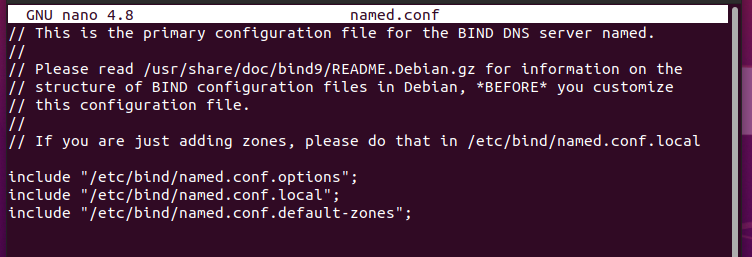 GNU nano 4.8 named.conf
// This is the primary configuration file for the BIND DNS server named.
//
// Please read /usr/share/doc/bind9/README.Debian.gz for information on the
// structure of BIND configuration files in Debian, *BEFORE* you customize
// this configuration file.
//
// If you are just adding zones, please do that in /etc/bind/named.conf.local
include "/etc/bind/named.conf.options";
include "/etc/bind/named.conf.local";
include "/etc/bind/named.conf.default-zones";